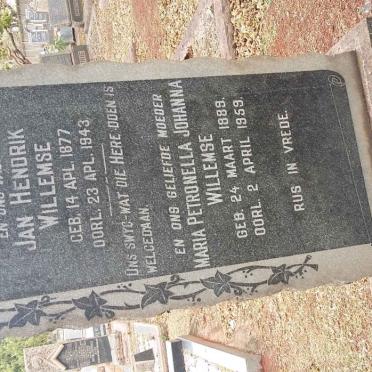 JAN HENDRIK
WILLEMSE
GEB. 14 APL. 1877
OORL. 23 APL. 1943.
ONS SWYG-WAT DIE HERE DOEN IS
WELGEDAAN.
EN ONS GELIEFDE MOEDER
MARIA PETRONELLA JOHANNA
WILLEMSE
GEB. 24 MAART 1889.
OORL. 2 APRIL 1959.
RUS IN VREDE.